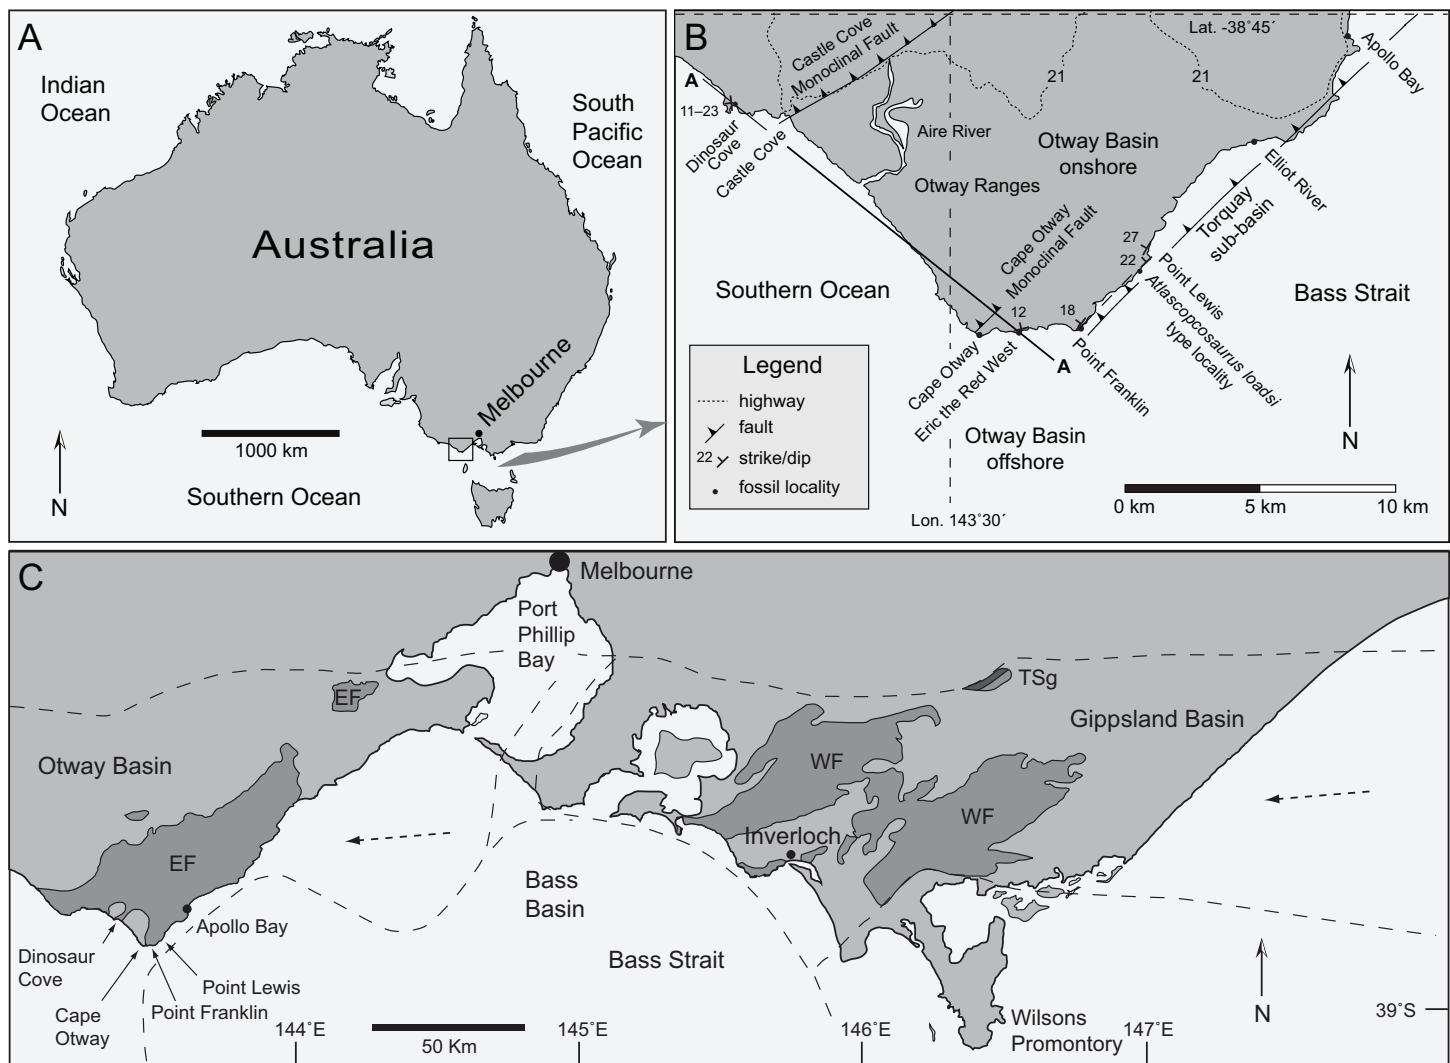 A
Indian
Ocean
South
Pacific
Ocean
Australia
Melbourne
1000 km
Southern Ocean
N
B
Castle Cove
Monoclinal Fault
Lat. -38˚45´
Apollo Bay
A
11–23
21
21
Dinosaur
Cove
Castle Cove
Aire River
Otway Basin
onshore
Otway Ranges
Elliot River
Torquay
sub-basin
Cape Otway
Monoclinal Fault
27
22
Point Lewis
Atlascopcosaurus loadsi
type locality
Southern Ocean
Bass Strait
12
18
A
Cape Otway
Eric the Red West
Point Franklin
Otway Basin
offshore
Legend
highway
fault
22 strike/dip
fossil locality
N
0 km
5 km
10 km
Lon. 143˚30´
C
Melbourne
Port
Phillip
Bay
EF
TSg
Gippsland Basin
Otway Basin
WF
WF
Inverloch
EF
Bass
Basin
Apollo Bay
Dinosaur
Cove
Bass Strait
Point Lewis
Point Franklin
Cape
Otway
N
39˚S
Wilsons
Promontory
144˚E
50 Km
145˚E
146˚E
147˚E